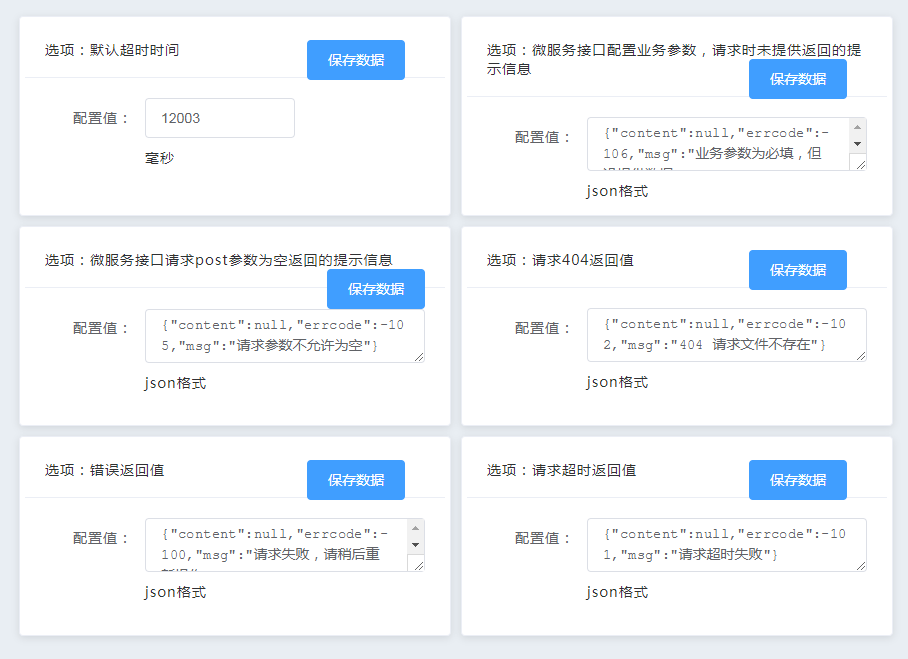 选项：默认超时时间
保存数据
配置值：
12003
毫秒
选项：微服务接口配置业务参数，请求时未提供返回的提
示信息
保存数据
配置值：
{"content":null,"errcode":-
106,"msg":"业务参数为必填，但
json格式
选项：微服务接口请求post参数为空返回的提示信息
保存数据
配置值：
{"content":null,"errcode":-10
5,"msg":"请求参数不允许为空"}
json格式
选项：请求404返回值
保存数据
配置值：
{"content":null,"errcode":-10
2,"msg":"404 请求文件不存在"}
json格式
选项：错误返回值
保存数据
配置值：
{"content":null,"errcode":-
100,"msg":"请求失败，请稍后重
json格式
选项：请求超时返回值
保存数据
配置值：
{"content":null,"errcode":-10
1,"msg":"请求超时失败"}
json格式